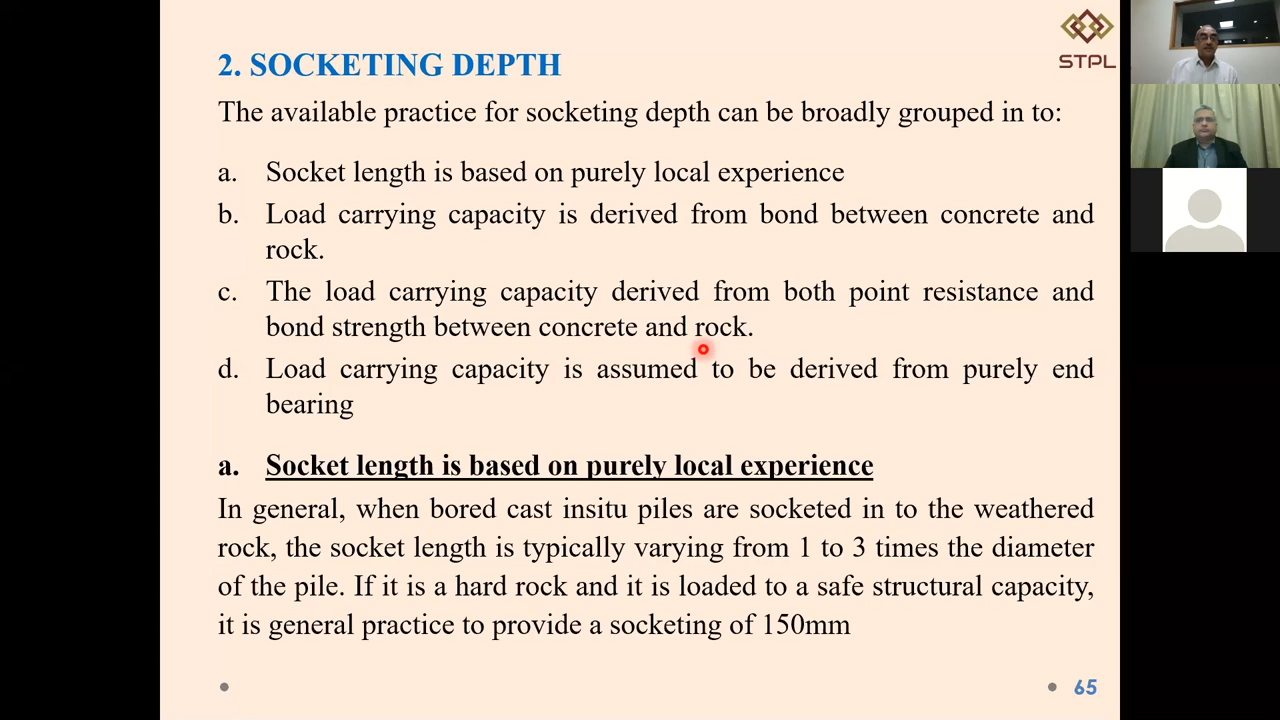 STPL
2. SOCKETING DEPTH
The available practice for socketing depth can be broadly grouped in to:
a. Socket length is based on purely local experience
b. Load carrying capacity is derived from bond between concrete and
rock.
c. The load carrying capacity derived from both point resistance and
bond strength between concrete and rock.
d. Load carrying capacity is assumed to be derived from purely end
bearing
a. Socket length is based on purely local experience
In general, when bored cast insitu piles are socketed in to the weathered
rock, the socket length is typically varying from 1 to 3 times the diameter
of the pile. If it is a hard rock and it is loaded to a safe structural capacity,
it is general practice to provide a socketing of 150mm
65